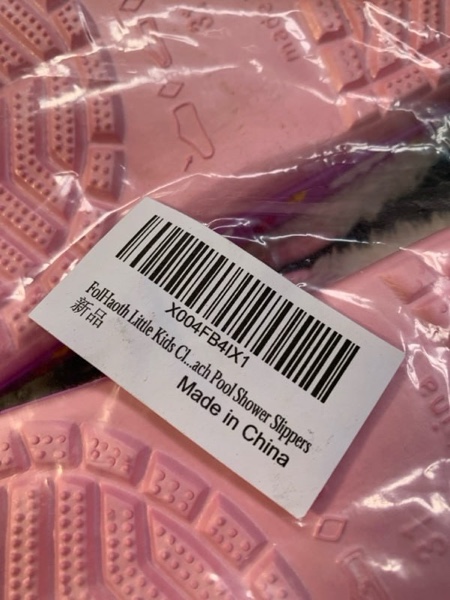 X004FB4IX1
FolHaoth Little Kids Cl...ach Pool Shower Slippers
新品
Made in China